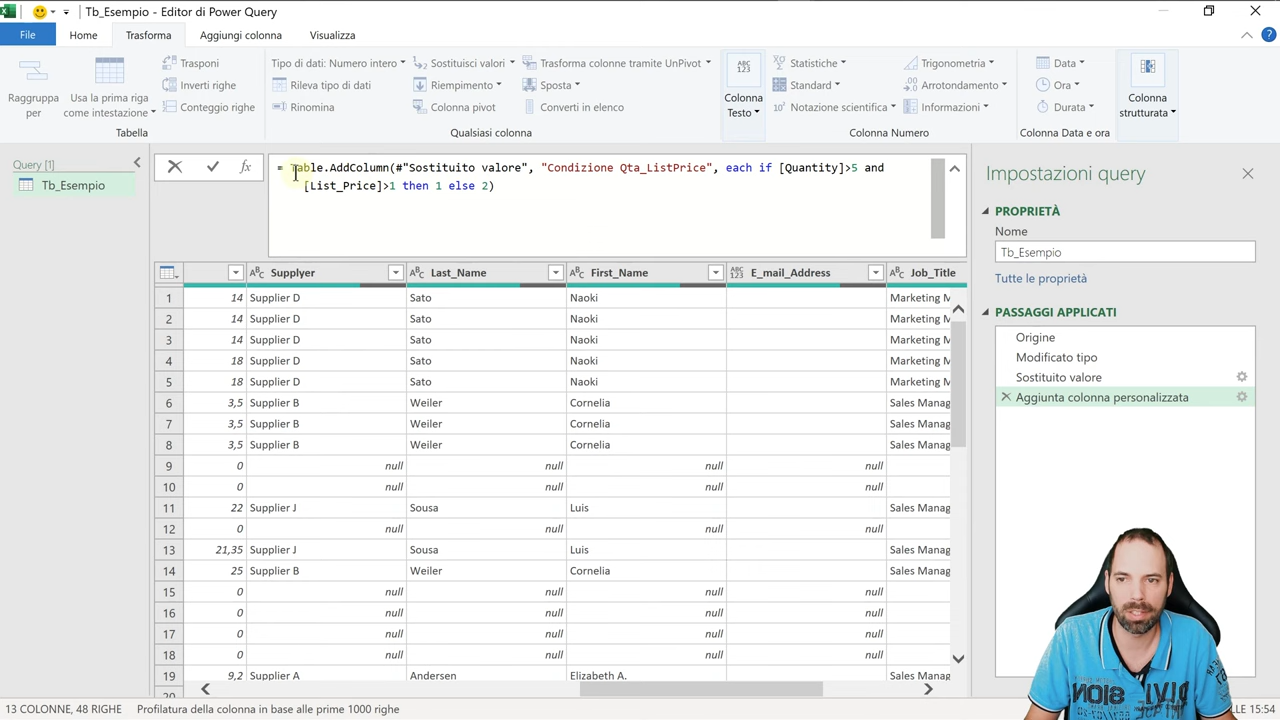 Tb_Esempio - Editor di Power Query
File Home Trasforma Aggiungi colonna Visualizza
Raggruppa per
Usa la prima riga come intestazione
Trasponi
Inverti righe
Conteggio righe
Tabella
Tipo di dati: Numero intero
Rileva tipo di dati
Rinomina
Sostituisci valori
Riempimento
Colonna pivot
Trasforma colonne tramite UnPivot
Sposta
Converti in elenco
Qualsiasi colonna
Colonna Testo
Statistiche
Standard
Notazione scientifica
Trigonometria
Arrotondamento
Informazioni
Colonna Numero
Data
Ora
Durata
Colonna Data e ora
Colonna strutturata
Query [1]
Tb_Esempio
= Table.AddColumn(#"Sostituito valore", "Condizione Qta_ListPrice", each if [Quantity]>5 and
[List_Price]>1 then 1 else 2)
Supplyer Last_Name First_Name E_mail_Address Job_Title
1 14 Supplier D Sato Naoki Marketing M
2 14 Supplier D Sato Naoki Marketing M
3 14 Supplier D Sato Naoki Marketing M
4 18 Supplier D Sato Naoki Marketing M
5 18 Supplier D Sato Naoki Marketing M
6 3,5 Supplier B Weiler Cornelia Sales Manag
7 3,5 Supplier B Weiler Cornelia Sales Manag
8 3,5 Supplier B Weiler Cornelia Sales Manag
9 0 null null null null
10 0 null null null null
11 22 Supplier J Sousa Luis Sales Manag
12 0 null null null null
13 21,35 Supplier J Sousa Luis Sales Manag
14 25 Supplier B Weiler Cornelia Sales Manag
15 0 null null null null
16 0 null null null null
17 0 null null null null
18 0 null null null null
19 9,2 Supplier A Andersen Elizabeth A. Sales Manag
20
Impostazioni query
PROPRIETÀ
Nome
Tb_Esempio
Tutte le proprietà
PASSAGGI APPLICATI
Origine
Modificato tipo
Sostituito valore
Aggiunta colonna personalizzata
13 COLONNE, 48 RIGHE Profilatura della colonna in base alle prime 1000 righe
LLE 15:54